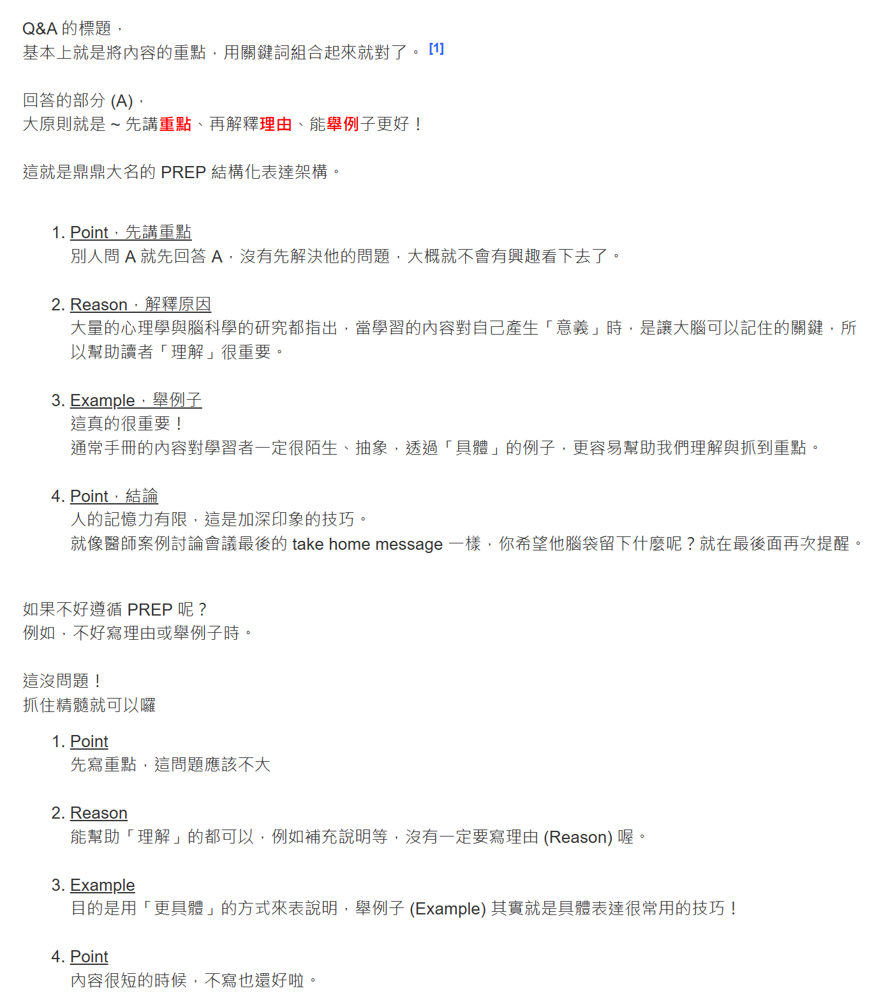 Q&A 的標題，
基本上就是將內容的重點，用關鍵詞組合起來就對了。 [1]
回答的部分 (A)，
大原則就是 ~ 先講重點、再解釋理由、能舉例子更好！
這就是鼎鼎大名的 PREP 結構化表達架構。
1. Point，先講重點
別人問 A 就先回答 A，沒有先解決他的問題，大概就不會有興趣看下去了。
2. Reason，解釋原因
大量的心理學與腦科學的研究都指出，當學習的內容對自己產生「意義」時，是讓大腦可以記住的關鍵，所
以幫助讀者「理解」很重要。
3. Example，舉例子
這真的很重要！
通常手冊的內容對學習者一定很陌生、抽象，透過「具體」的例子，更容易幫助我們理解與抓到重點。
4. Point，結論
人的記憶力有限，這是加深印象的技巧。
就像醫師案例討論會議最後的 take home message 一樣，你希望他腦袋留下什麼呢？就在最後面再次提醒。
如果不好遵循 PREP 呢？
例如，不好寫理由或舉例子時。
這沒問題！
抓住精髓就可以囉
1. Point
先寫重點，這問題應該不大
2. Reason
能幫助「理解」的都可以，例如補充說明等，沒有一定要寫理由 (Reason) 喔。
3. Example
目的是用「更具體」的方式來表說明，舉例子 (Example) 其實就是具體表達很常用的技巧！
4. Point
內容很短的時候，不寫也還好啦。